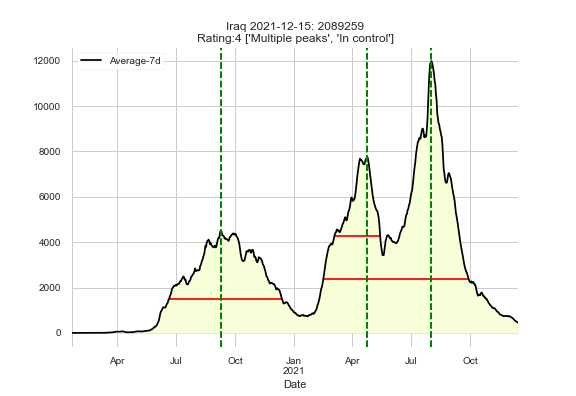 Iraq 2021-12-15: 2089259
Rating:4 ['Multiple peaks', 'In control']
Average-7d
12000
10000
8000
6000
4000
2000
0
Apr Jul Oct Jan Apr Jul Oct
2021
Date